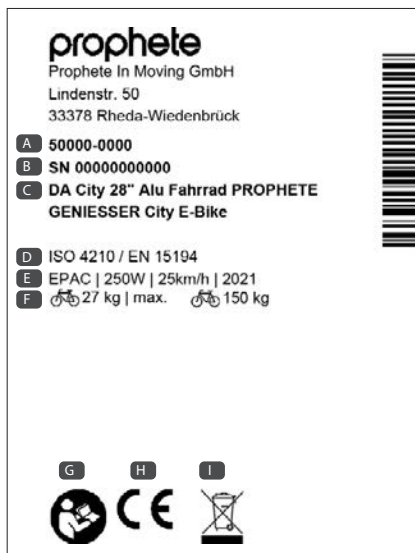 prophete
Prophete In Moving GmbH
Lindenstr. 50
33378 Rheda-Wiedenbrück
A 50000-0000
B SN 00000000000
C DA City 28" Alu Fahrrad PROPHETE
GENIESSER City E-Bike
D ISO 4210 / EN 15194
E EPAC | 250W | 25km/h | 2021
F 27 kg | max. 150 kg
G H I
CE